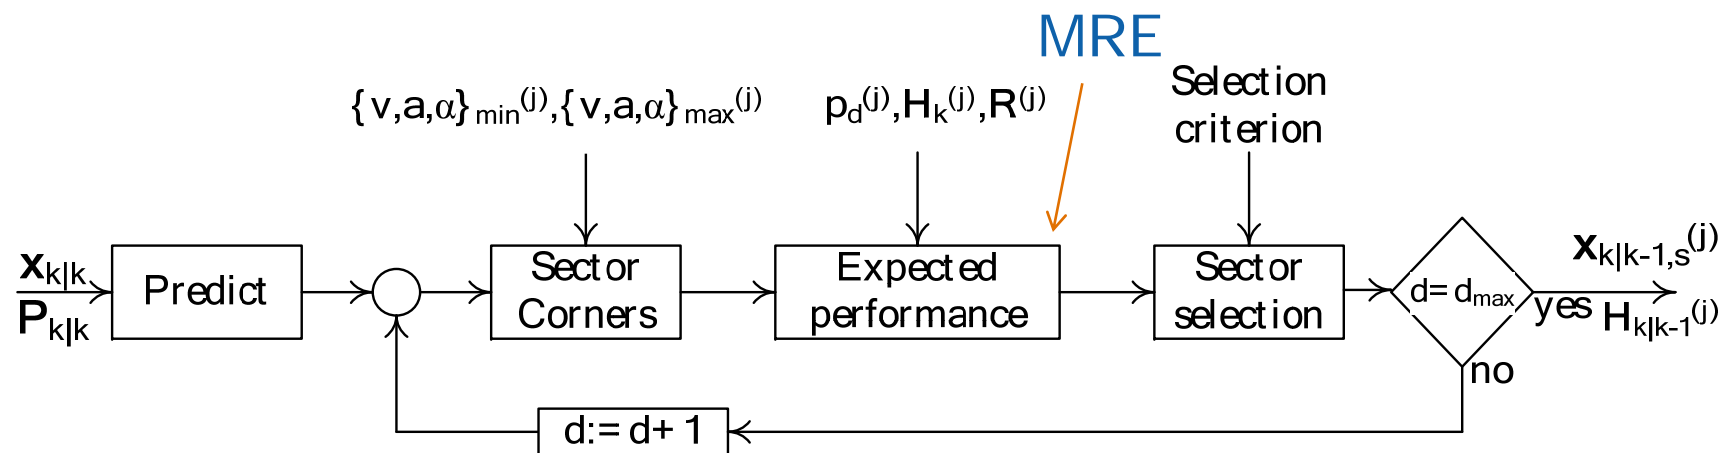 MRE
{v,a,α}min(j),{v,a,α}max(j)
pd(j),Hk(j),R(j)
Selection
criterion
xk|k
Pk|k
Predict
Sector
Corners
Expected
performance
Sector
selection
d=dmax
yes
no
xk|k-1,s(j)
Hk|k-1(j)
d:=d+1